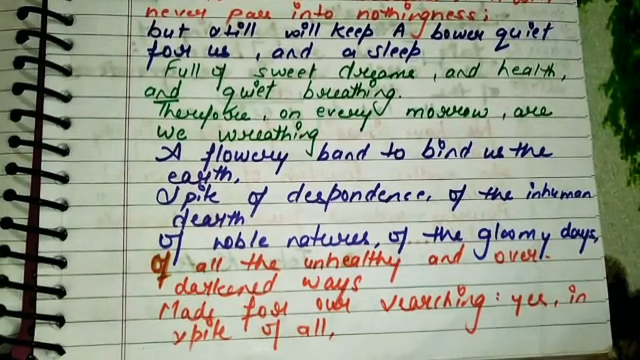 never pass into nothingness;
but still will keep A bower quiet
for us, and a sleep
Full of sweet dreams, and health,
and quiet breathing.
Therefore, on every morrow, are
we wreathing
A flowery band to bind us the
earth,
Spite of despondence, of the inhuman
dearth
Of noble natures, of the gloomy days,
Of all the unhealthy and over-
darkened ways
Made for our searching: yes, in
spite of all,